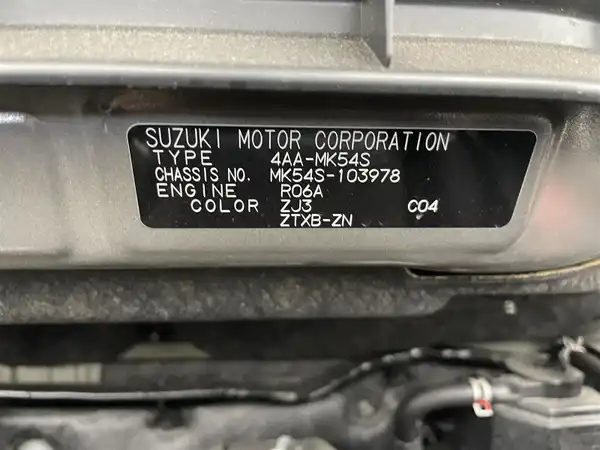 SUZUKI MOTOR CORPORATION
TYPE 4AA-MK54S
CHASSIS NO. MK54S-103978
ENGINE R06A
COLOR ZJ3 C04
ZTXB-ZN